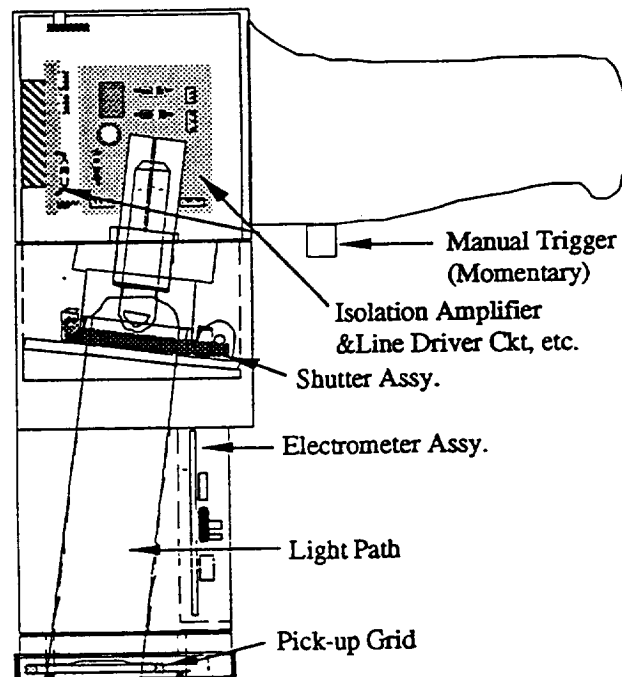 Manual Trigger
(Momentary)
Isolation Amplifier
&Line Driver Ckt, etc.
Shutter Assy.
Electrometer Assy.
Light Path
Pick-up Grid